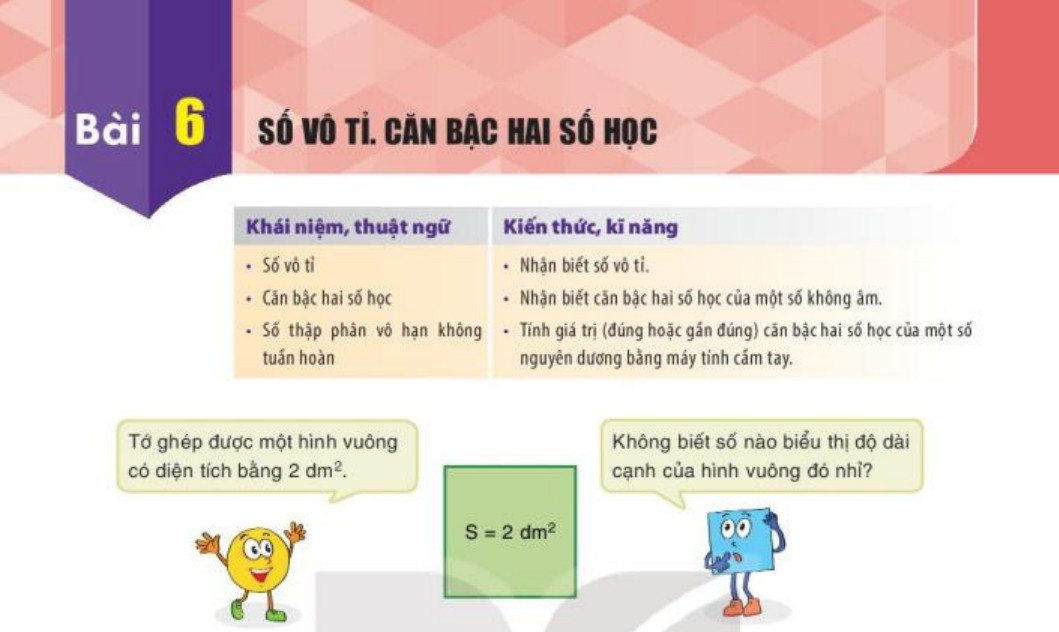 Bài 6
SỐ VÔ TỈ. CĂN BẬC HAI SỐ HỌC
Khái niệm, thuật ngữ
• Số vô tỉ
• Căn bậc hai số học
• Số thập phân vô hạn không
tuần hoàn
Kiến thức, kĩ năng
• Nhận biết số vô tỉ.
• Nhận biết căn bậc hai số học của một số không âm.
• Tính giá trị (đúng hoặc gần đúng) căn bậc hai số học của một số
nguyên dương bằng máy tính cầm tay.
Tớ ghép được một hình vuông
có diện tích bằng 2 dm².
S = 2 dm²
Không biết số nào biểu thị độ dài
cạnh của hình vuông đó nhỉ?